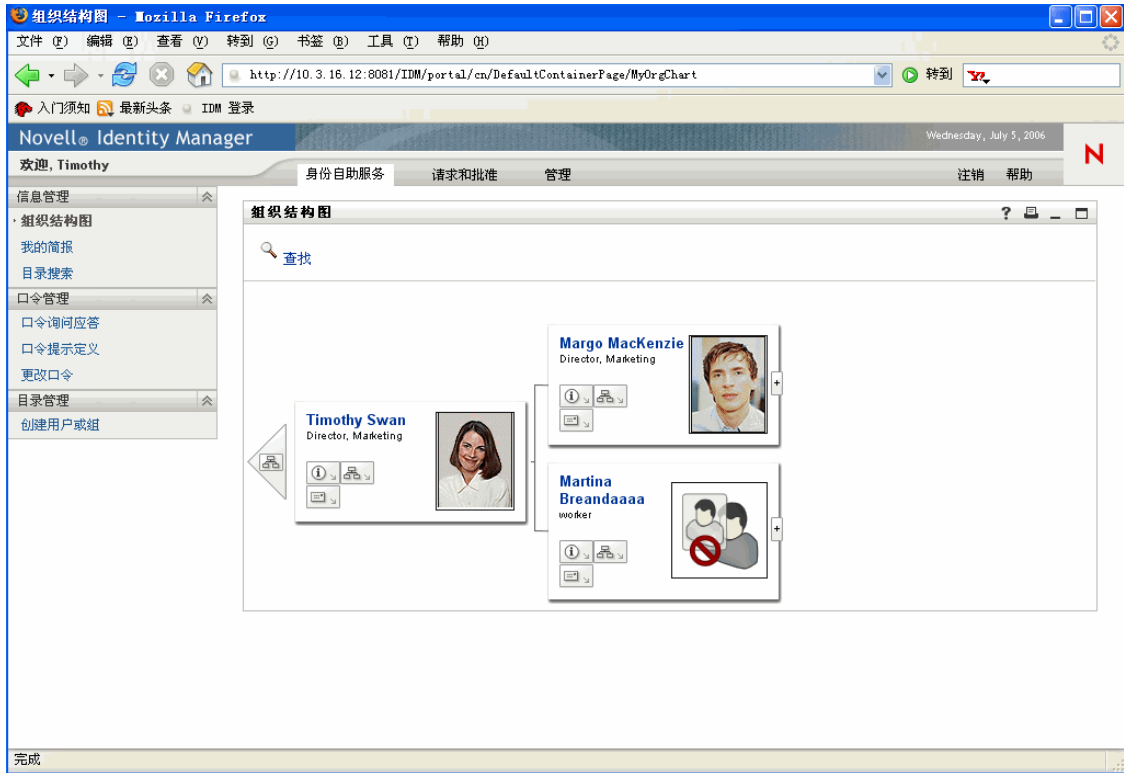 组织结构图 - Mozilla Firefox
文件 (F) 编辑 (E) 查看 (V) 转到 (G) 书签 (B) 工具 (T) 帮助 (H)
http://10.3.16.12:8081/IDM/portal/cn/DefaultContainerPage/MyOrgChart
转到
入门须知 最新头条 IDM 登录
Novell® Identity Manager
Wednesday, July 5, 2006
N
欢迎, Timothy
身份自助服务 请求和批准 管理 注销 帮助
信息管理
组织结构图
我的简报
目录搜索
口令管理
口令询问应答
口令提示定义
更改口令
目录管理
创建用户或组
组织结构图
?
查找
Timothy Swan
Director, Marketing
Margo MacKenzie
Director, Marketing
+
Martina
Breandaaaa
worker
+
完成